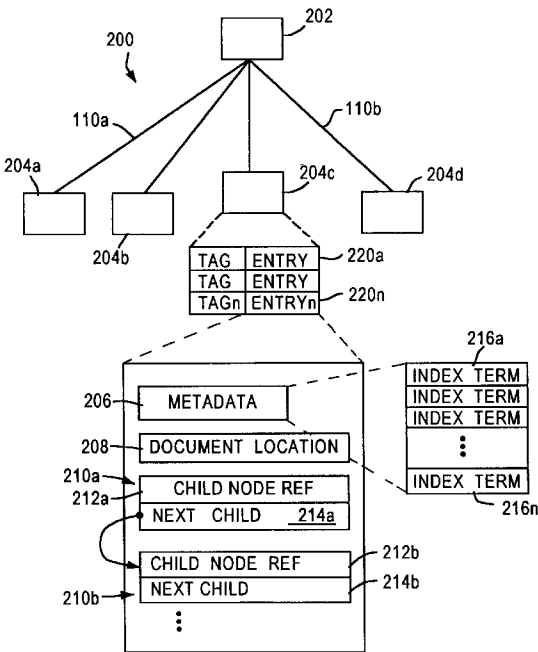 202
200
110a
110b
204a
204b
204c
204d
TAG ENTRY
220a
TAG ENTRY
TAGn ENTRYn
220n
216a
INDEX TERM
INDEX TERM
INDEX TERM
INDEX TERM
216n
206
METADATA
208
DOCUMENT LOCATION
210a
212a
CHILD NODE REF
NEXT CHILD 214a
CHILD NODE REF
212b
210b
NEXT CHILD
214b